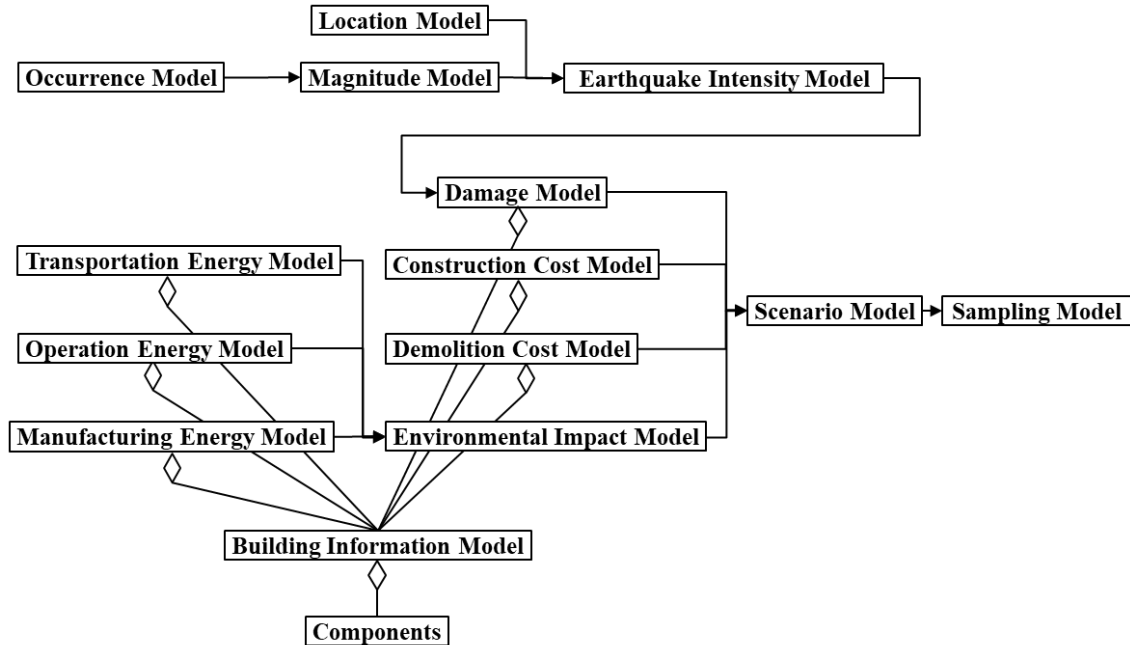 Location Model
Occurrence Model
Magnitude Model
Earthquake Intensity Model
Damage Model
Transportation Energy Model
Construction Cost Model
Scenario Model
Sampling Model
Operation Energy Model
Demolition Cost Model
Manufacturing Energy Model
Environmental Impact Model
Building Information Model
Components